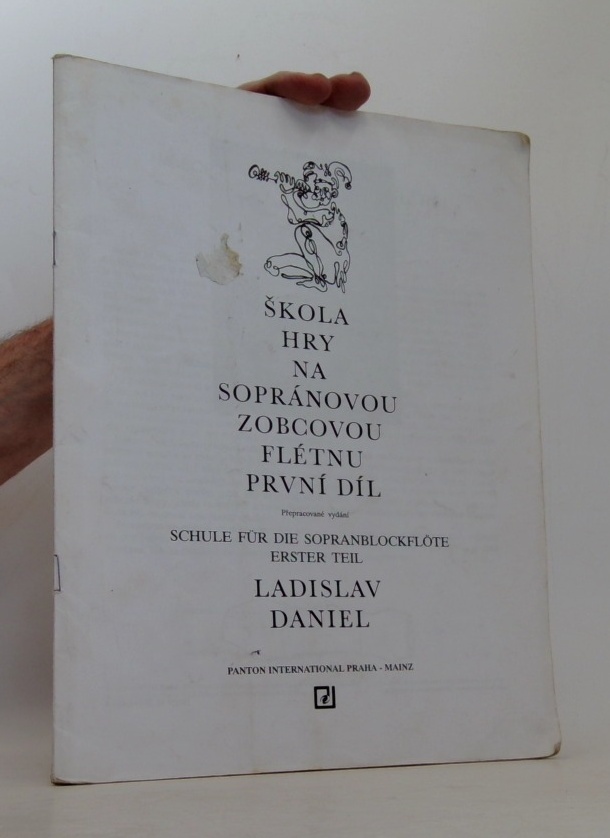 ŠKOLA
HRY
NA
SOPRÁNOVOU
ZOBCOVOU
FLÉTNU
PRVNÍ DÍL
Přepracované vydání
SCHULE FÜR DIE SOPRANBLOCKFLÖTE
ERSTER TEIL
LADISLAV
DANIEL
PANTON INTERNATIONAL PRAHA - MAINZ